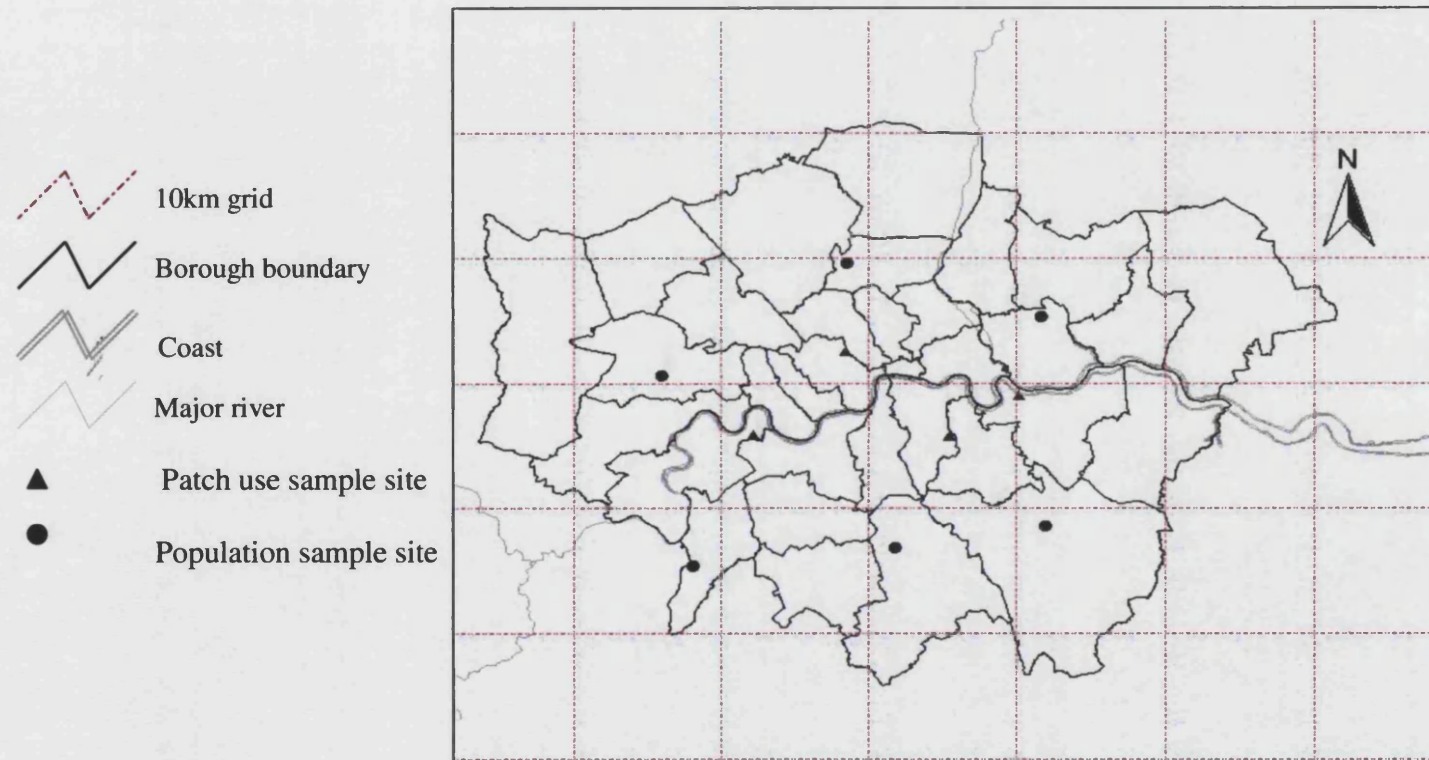 10km grid
Borough boundary
Coast
Major river
Patch use sample site
Population sample site
N